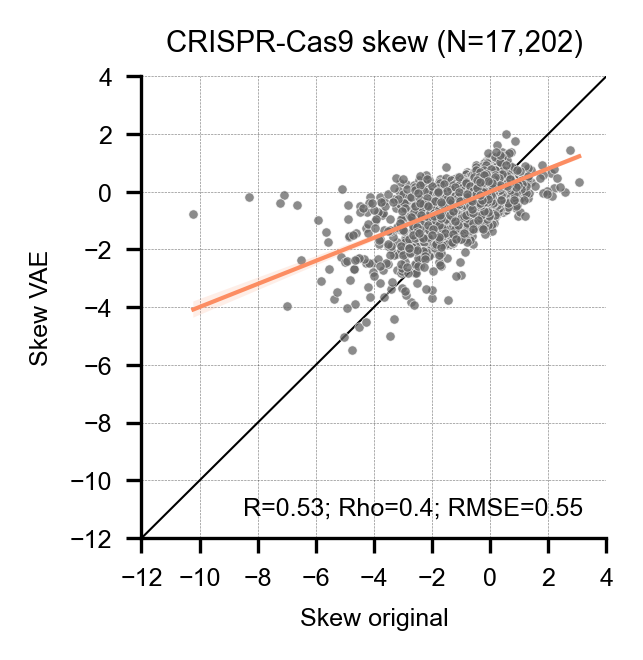 CRISPR-Cas9 skew (N=17,202)
4
2
0
−2
−4
−6
−8
−10
−12
Skew VAE
R=0.53; Rho=0.4; RMSE=0.55
−12 −10 −8 −6 −4 −2 0 2 4
Skew original